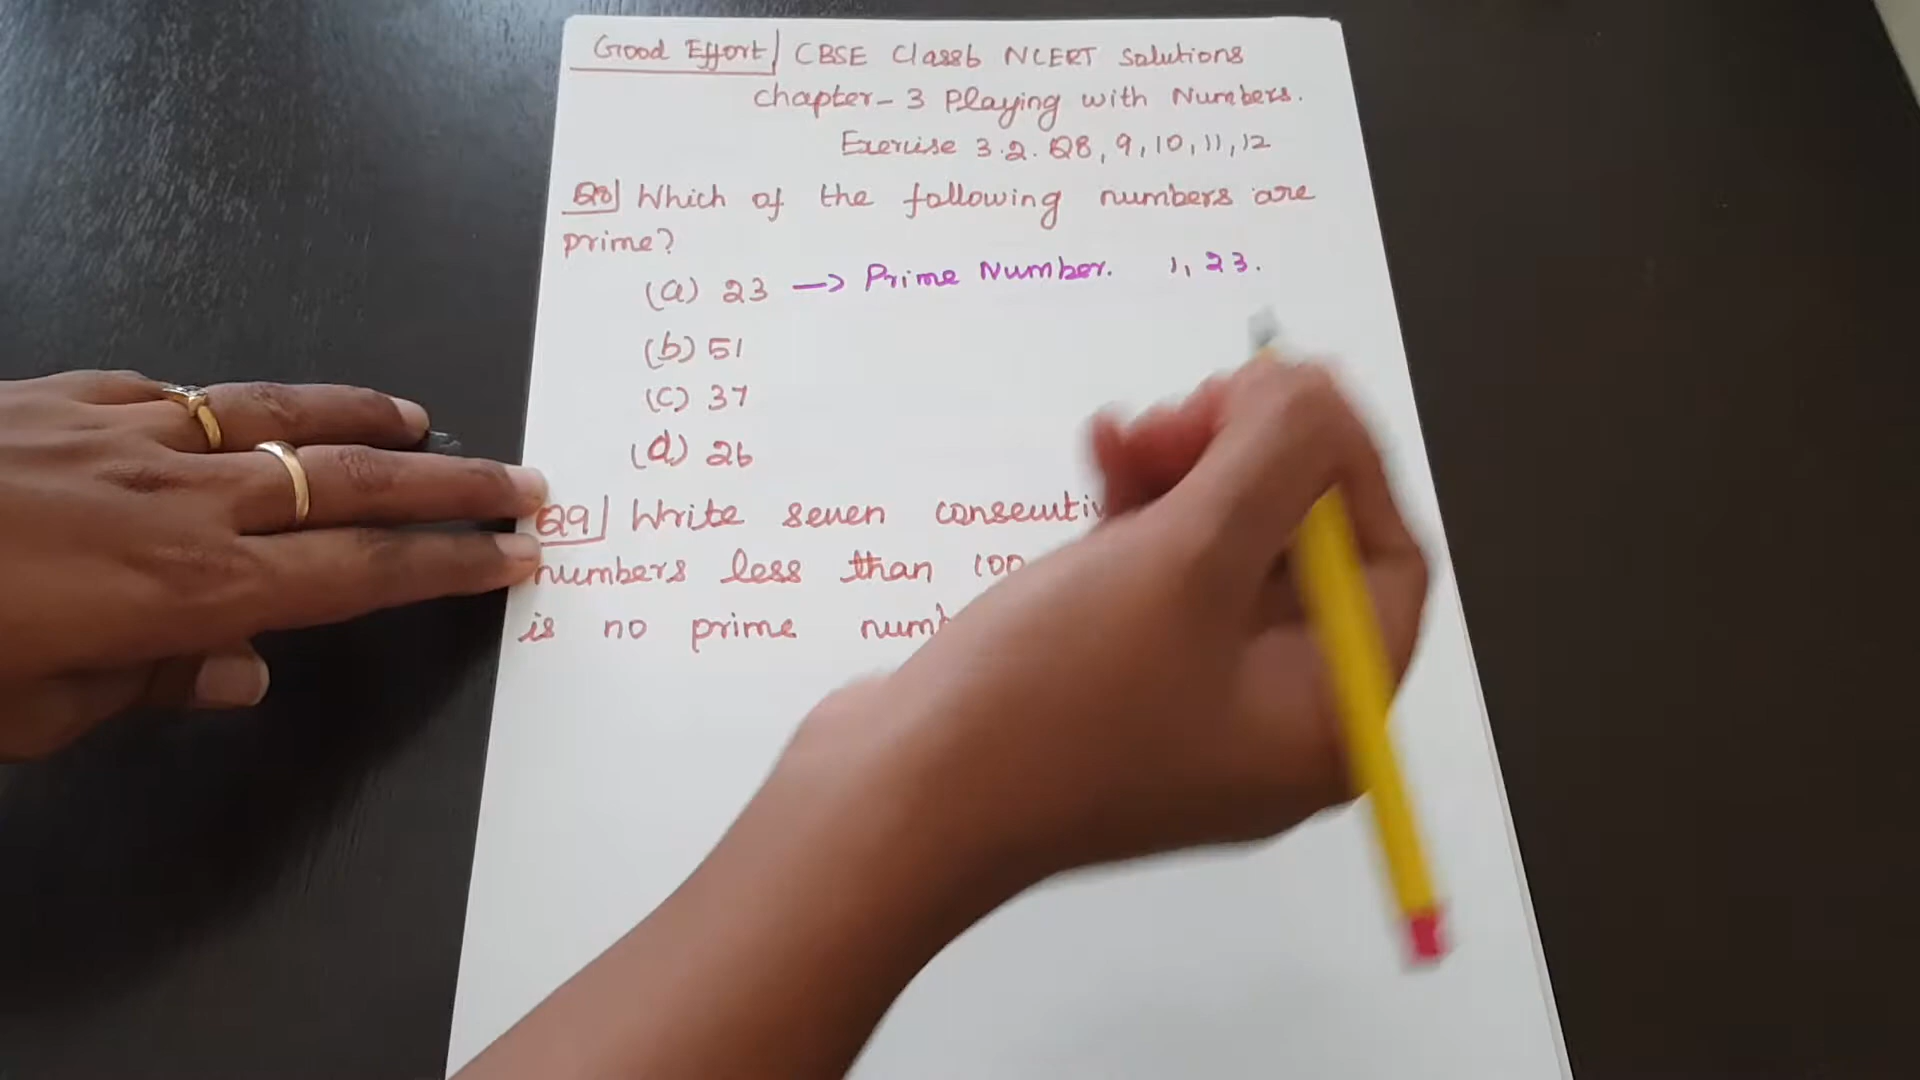 Good Effort CBSE Class6 NCERT Solutions
Chapter-3 Playing with Numbers.
Exercise 3.2. Q8, 9, 10, 11, 12
Q8 Which of the following numbers are
prime?
(a) 23 → Prime Number. 1, 23.
(b) 51
(c) 37
(d) 26
Q9 Write seven
numbers less than 100
is no prime